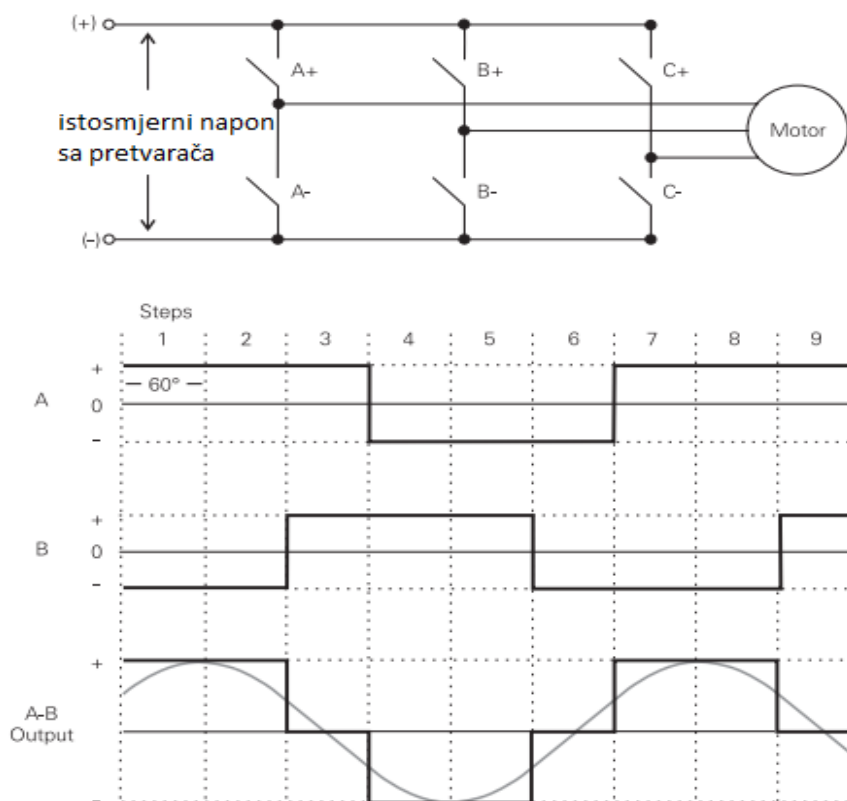 (+)
A+
B+
C+
istosmjerni napon
sa pretvarača
Motor
A-
B-
C-
(-)
Steps
1 2 3 4 5 6 7 8 9
+
60°
A 0
-
+
B 0
-
+
A-B
Output
-